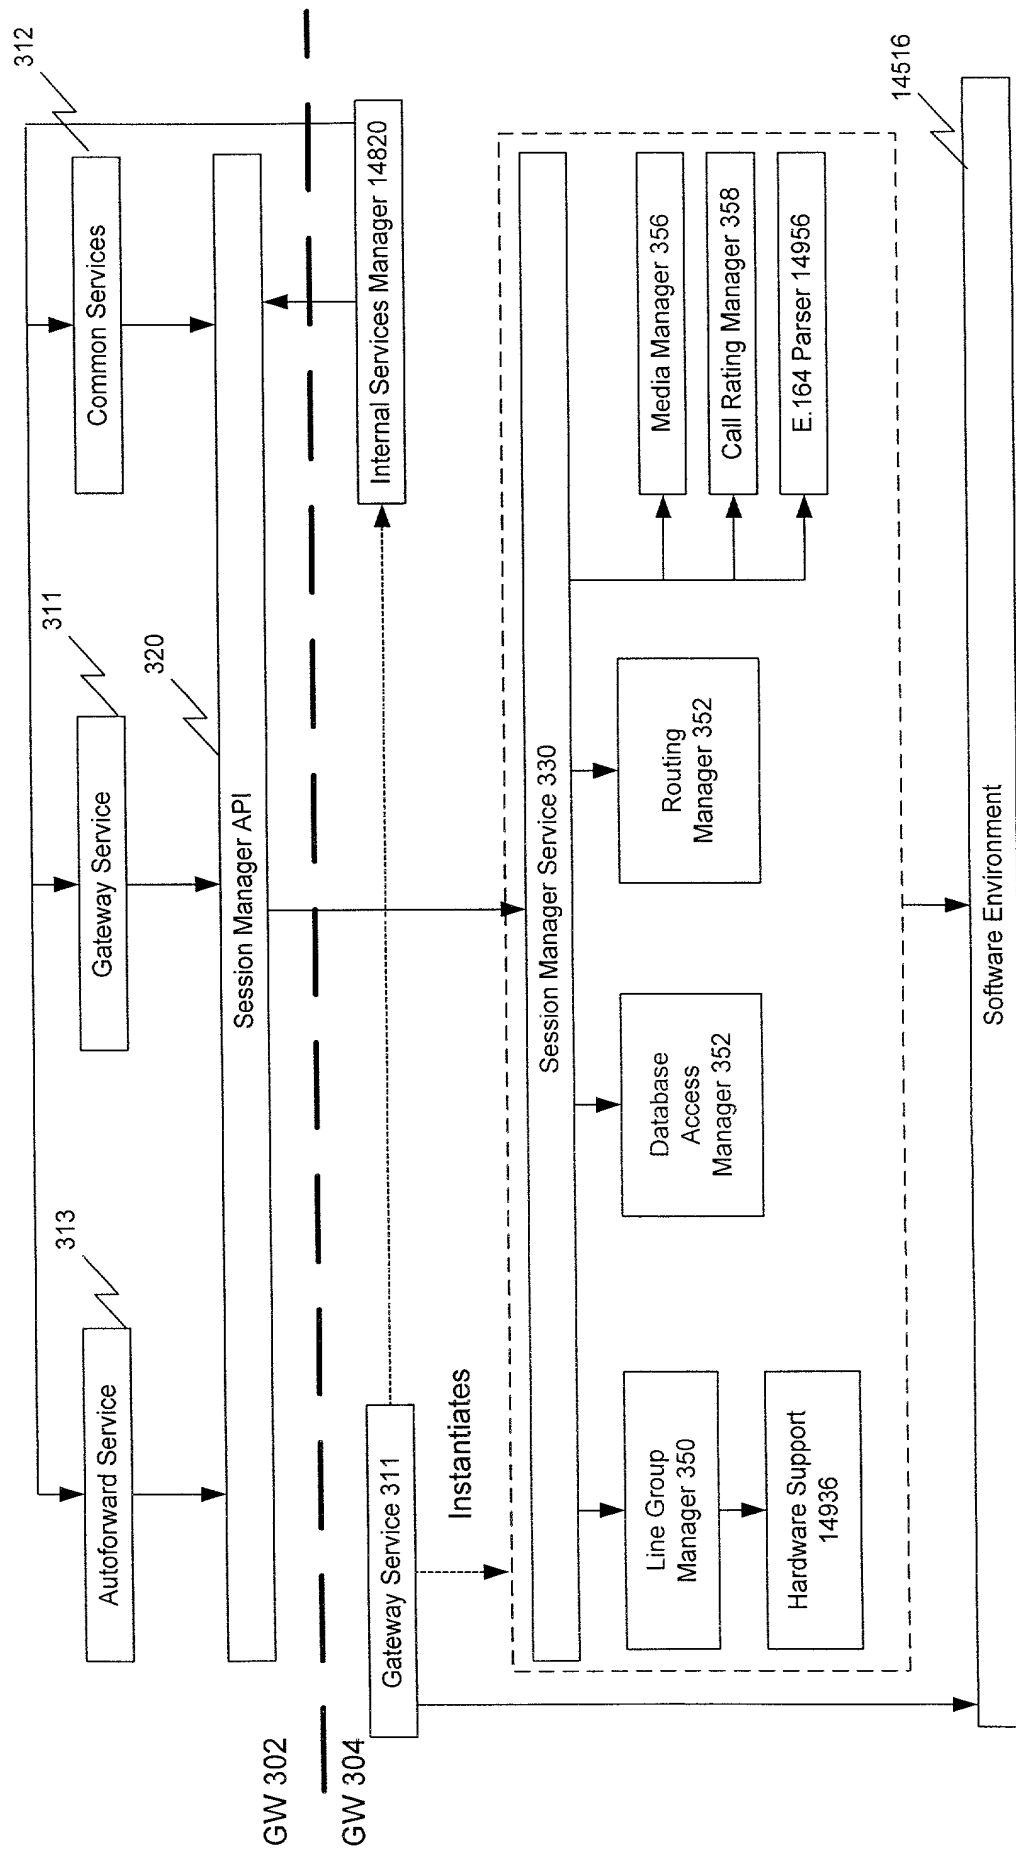 312
Common Services
311
Gateway Service
313
Autoforward Service
320
Session Manager API
GW 302
GW 304
Internal Services Manager 14820
Gateway Service 311
Instantiates
Session Manager Service 330
Media Manager 356
Call Rating Manager 358
E.164 Parser 14956
Routing
Manager 352
Database
Access
Manager 352
Line Group
Manager 350
Hardware Support
14936
14516
Software Environment